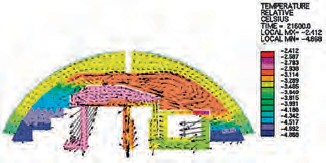 TEMPERATURE
RELATIVE
CELSIUS
TIME = 21600.0
LOCAL MX= -2.412
LOCAL MN= -4.868
-2.412
-2.587
-2.763
-2.938
-3.114
-3.289
-3.465
-3.640
-3.815
-3.991
-4.166
-4.342
-4.517
-4.692
-4.868